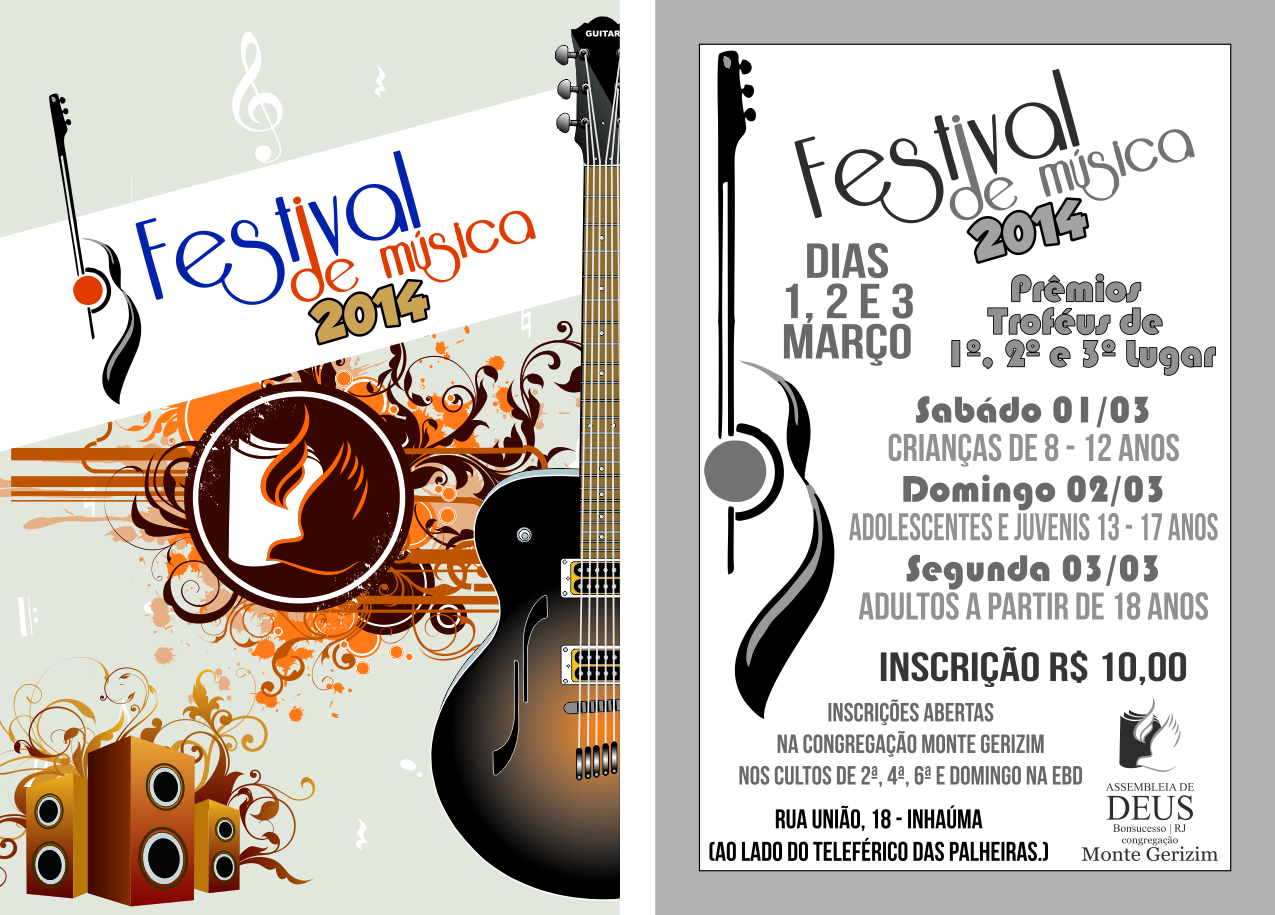 GUITAR
Festival
de música
2014
Festival
de música
2014
DIAS
1, 2 E 3
MARÇO
Prêmios
Troféus de
1º, 2º e 3º Lugar
Sabádo 01/03
CRIANÇAS DE 8 - 12 ANOS
Domingo 02/03
ADOLESCENTES E JUVENIS 13 - 17 ANOS
Segunda 03/03
ADULTOS A PARTIR DE 18 ANOS
INSCRIÇÃO R$ 10,00
INSCRIÇÕES ABERTAS
NA CONGREGAÇÃO MONTE GERIZIM
NOS CULTOS DE 2ª, 4ª, 6ª E DOMINGO NA EBD
RUA UNIÃO, 18 - INHAÚMA
(AO LADO DO TELEFÉRICO DAS PALHEIRAS.)
ASSEMBLEIA DE
DEUS
Bonsucesso | RJ
congregação
Monte Gerizim